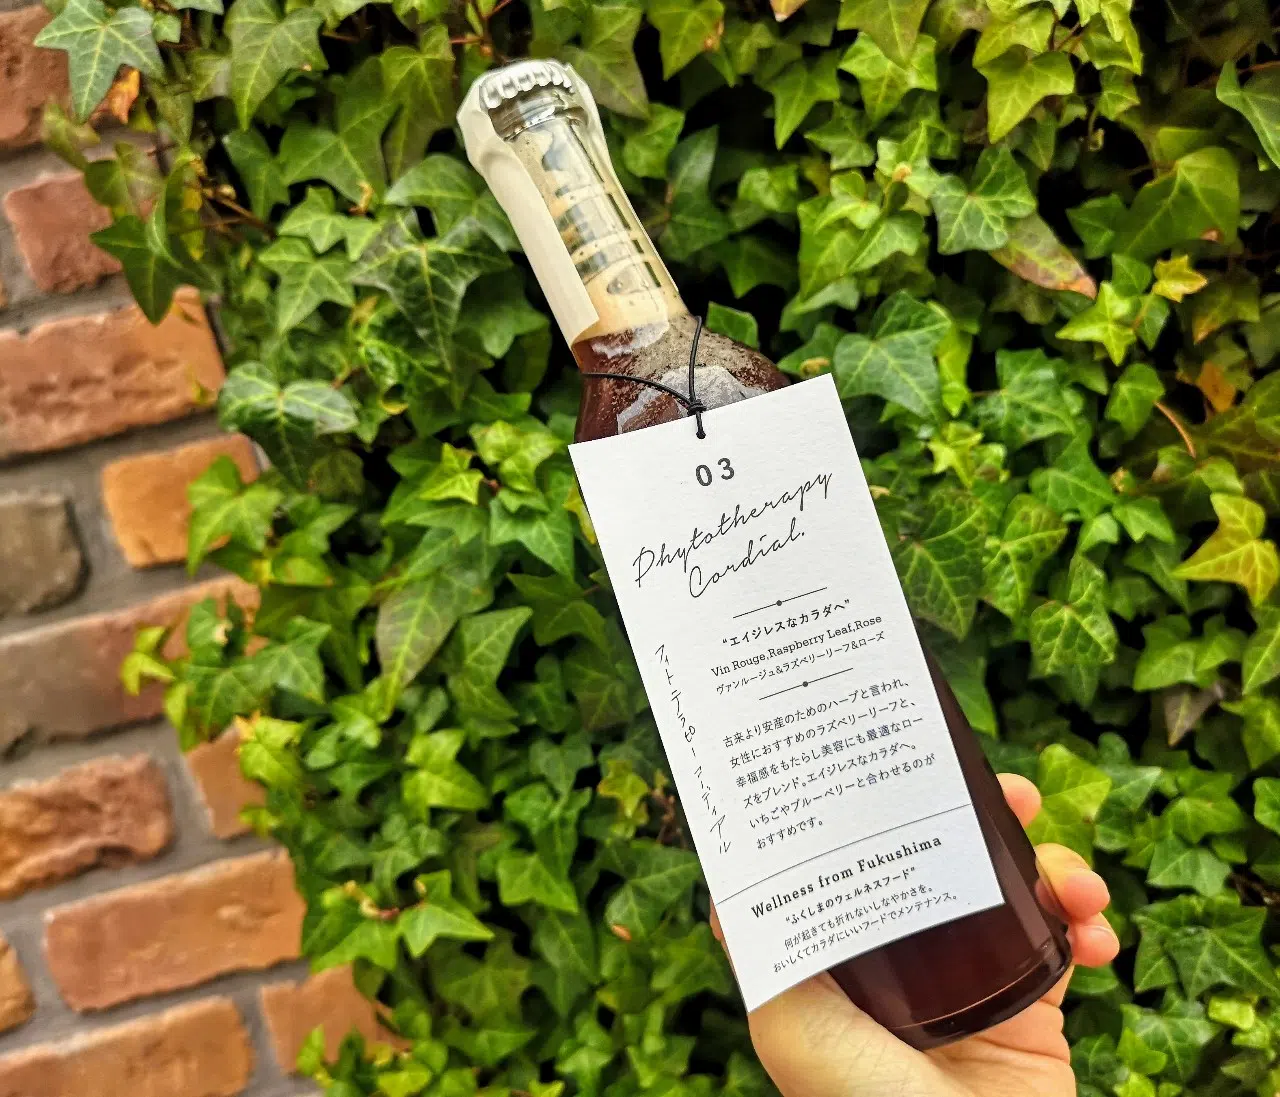 03
Phytotherapy
Cordial.
"エイジレスなカラダへ"
Vin Rouge,Raspberry Leaf,Rose
ヴァンルージュ&ラズベリーリーフ&ローズ
フィトテラピーコーディアル
古来より安産のためのハーブと言われ、
女性におすすめのラズベリーリーフと、
幸福感をもたらし美容にも最適なロー
ズをブレンド。エイジレスなカラダへ。
いちごやブルーベリーと合わせるのが
おすすめです。
Wellness from Fukushima
"ふくしまのウェルネスフード"
何が起きても折れないしなやかさを。
おいしくてカラダにいいフードでメンテナンス。